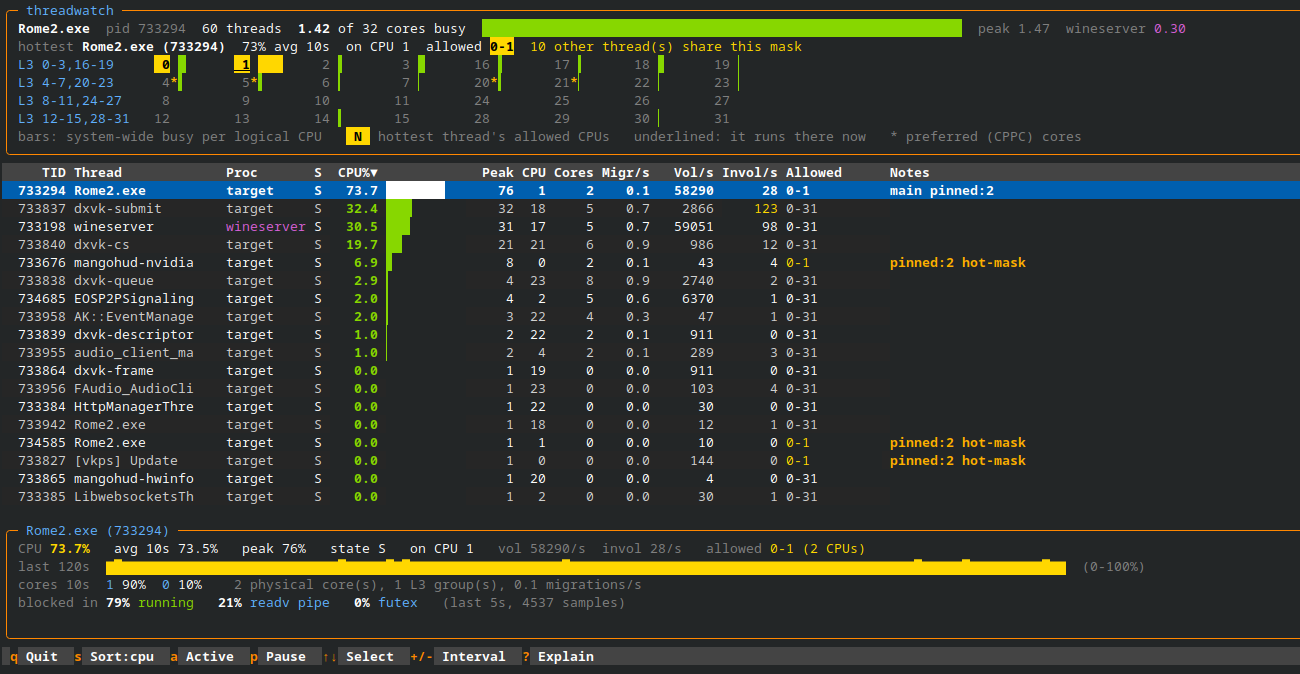 threadwatch
Rome2.exe pid 733294 60 threads 1.42 of 32 cores busy peak 1.47 wineserver 0.30
hottest Rome2.exe (733294) 73% avg 10s on CPU 1 allowed 0-1 10 other thread(s) share this mask
L3 0-3,16-19 0 1 2 3 16 17 18 19
L3 4-7,20-23 4* 5* 6 7 20* 21* 22 23
L3 8-11,24-27 8 9 10 11 24 25 26 27
L3 12-15,28-31 12 13 14 15 28 29 30 31
bars: system-wide busy per logical CPU N hottest thread's allowed CPUs underlined: it runs there now * preferred (CPPC) cores
TID Thread Proc S CPU%▼ Peak CPU Cores Migr/s Vol/s Invol/s Allowed Notes
733294 Rome2.exe target S 73.7 76 1 2 0.1 58290 28 0-1 main pinned:2
733837 dxvk-submit target S 32.4 32 18 5 0.7 2866 123 0-31
733198 wineserver wineserver S 30.5 31 17 5 0.7 59051 98 0-31
733840 dxvk-cs target S 19.7 21 21 6 0.9 986 12 0-31
733676 mangohud-nvidia target S 6.9 8 0 2 0.1 43 4 0-1 pinned:2 hot-mask
733838 dxvk-queue target S 2.9 4 23 8 0.9 2740 2 0-31
734685 EOSP2PSignaling target S 2.0 4 2 5 0.6 6370 1 0-31
733958 AK::EventManage target S 2.0 3 22 4 0.3 47 1 0-31
733839 dxvk-descriptor target S 1.0 2 22 2 0.1 911 0 0-31
733955 audio_client_ma target S 1.0 2 4 2 0.1 289 3 0-31
733864 dxvk-frame target S 0.0 1 19 0 0.0 911 0 0-31
733956 FAudio_AudioCli target S 0.0 1 23 0 0.0 103 4 0-31
733384 HttpManagerThre target S 0.0 1 22 0 0.0 30 0 0-31
733942 Rome2.exe target S 0.0 1 18 0 0.0 12 1 0-31
734585 Rome2.exe target S 0.0 1 1 0 0.0 10 0 0-1 pinned:2 hot-mask
733827 [vkps] Update target S 0.0 1 0 0 0.0 144 0 0-1 pinned:2 hot-mask
733865 mangohud-hwinfo target S 0.0 1 20 0 0.0 4 0 0-31
733385 LibwebsocketsTh target S 0.0 1 2 0 0.0 30 1 0-31
Rome2.exe (733294)
CPU 73.7% avg 10s 73.5% peak 76% state S on CPU 1 vol 58290/s invol 28/s allowed 0-1 (2 CPUs)
last 120s (0-100%)
cores 10s 1 90% 0 10% 2 physical core(s), 1 L3 group(s), 0.1 migrations/s
blocked in 79% running 21% readv pipe 0% futex (last 5s, 4537 samples)
q Quit s Sort:cpu a Active p Pause ↑↓ Select +/- Interval ? Explain